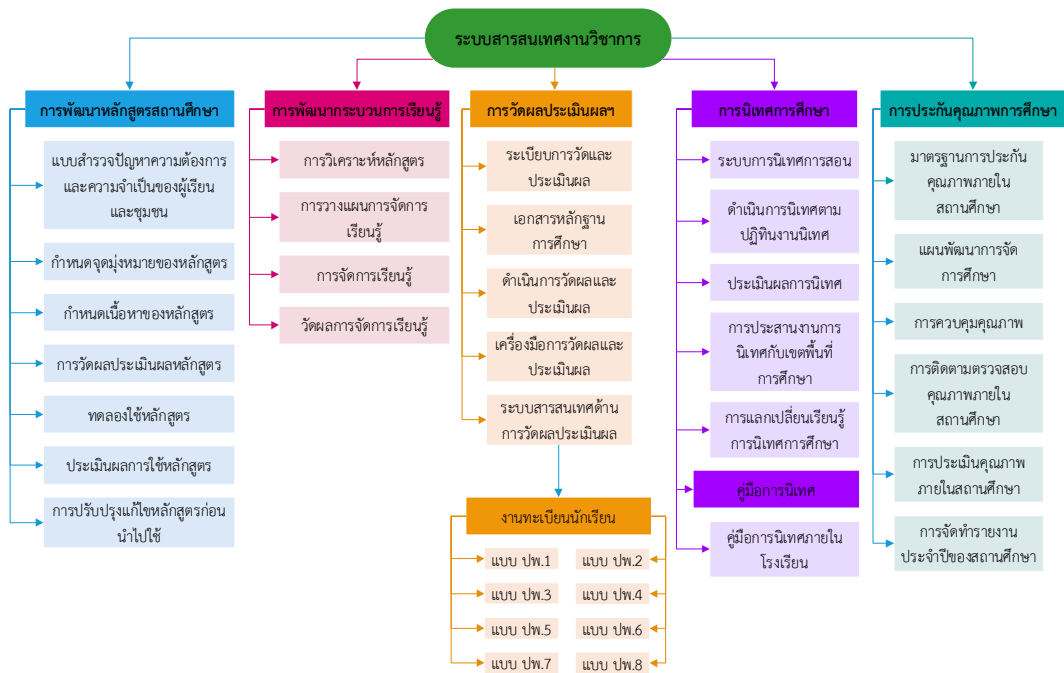 ระบบสารสนเทศงานวิชาการ
การพัฒนาหลักสูตรสถานศึกษา
แบบสำรวจปัญหาความต้องการ
และความจำเป็นของผู้เรียน
และชุมชน
กำหนดจุดมุ่งหมายของหลักสูตร
กำหนดเนื้อหาของหลักสูตร
การวัดผลประเมินผลหลักสูตร
ทดลองใช้หลักสูตร
ประเมินผลการใช้หลักสูตร
การปรับปรุงแก้ไขหลักสูตรก่อน
นำไปใช้
การพัฒนากระบวนการเรียนรู้
การวิเคราะห์หลักสูตร
การวางแผนการจัดการ
เรียนรู้
การจัดการเรียนรู้
วัดผลการจัดการเรียนรู้
การวัดผลประเมินผลฯ
ระเบียบการวัดและ
ประเมินผล
เอกสารหลักฐาน
การศึกษา
ดำเนินการวัดผลและ
ประเมินผล
เครื่องมือการวัดผลและ
ประเมินผล
ระบบสารสนเทศด้าน
การวัดผลประเมินผล
งานทะเบียนนักเรียน
แบบ ปพ.1
แบบ ปพ.2
แบบ ปพ.3
แบบ ปพ.4
แบบ ปพ.5
แบบ ปพ.6
แบบ ปพ.7
แบบ ปพ.8
การนิเทศการศึกษา
ระบบการนิเทศการสอน
ดำเนินการนิเทศตาม
ปฏิทินงานนิเทศ
ประเมินผลการนิเทศ
การประสานงานการ
นิเทศกับเขตพื้นที่
การศึกษา
การแลกเปลี่ยนเรียนรู้
การนิเทศการศึกษา
คู่มือการนิเทศ
คู่มือการนิเทศภายใน
โรงเรียน
การประกันคุณภาพการศึกษา
มาตรฐานการประกัน
คุณภาพภายใน
สถานศึกษา
แผนพัฒนาการจัด
การศึกษา
การควบคุมคุณภาพ
การติดตามตรวจสอบ
คุณภาพภายใน
สถานศึกษา
การประเมินคุณภาพ
ภายในสถานศึกษา
การจัดทำรายงาน
ประจำปีของสถานศึกษา